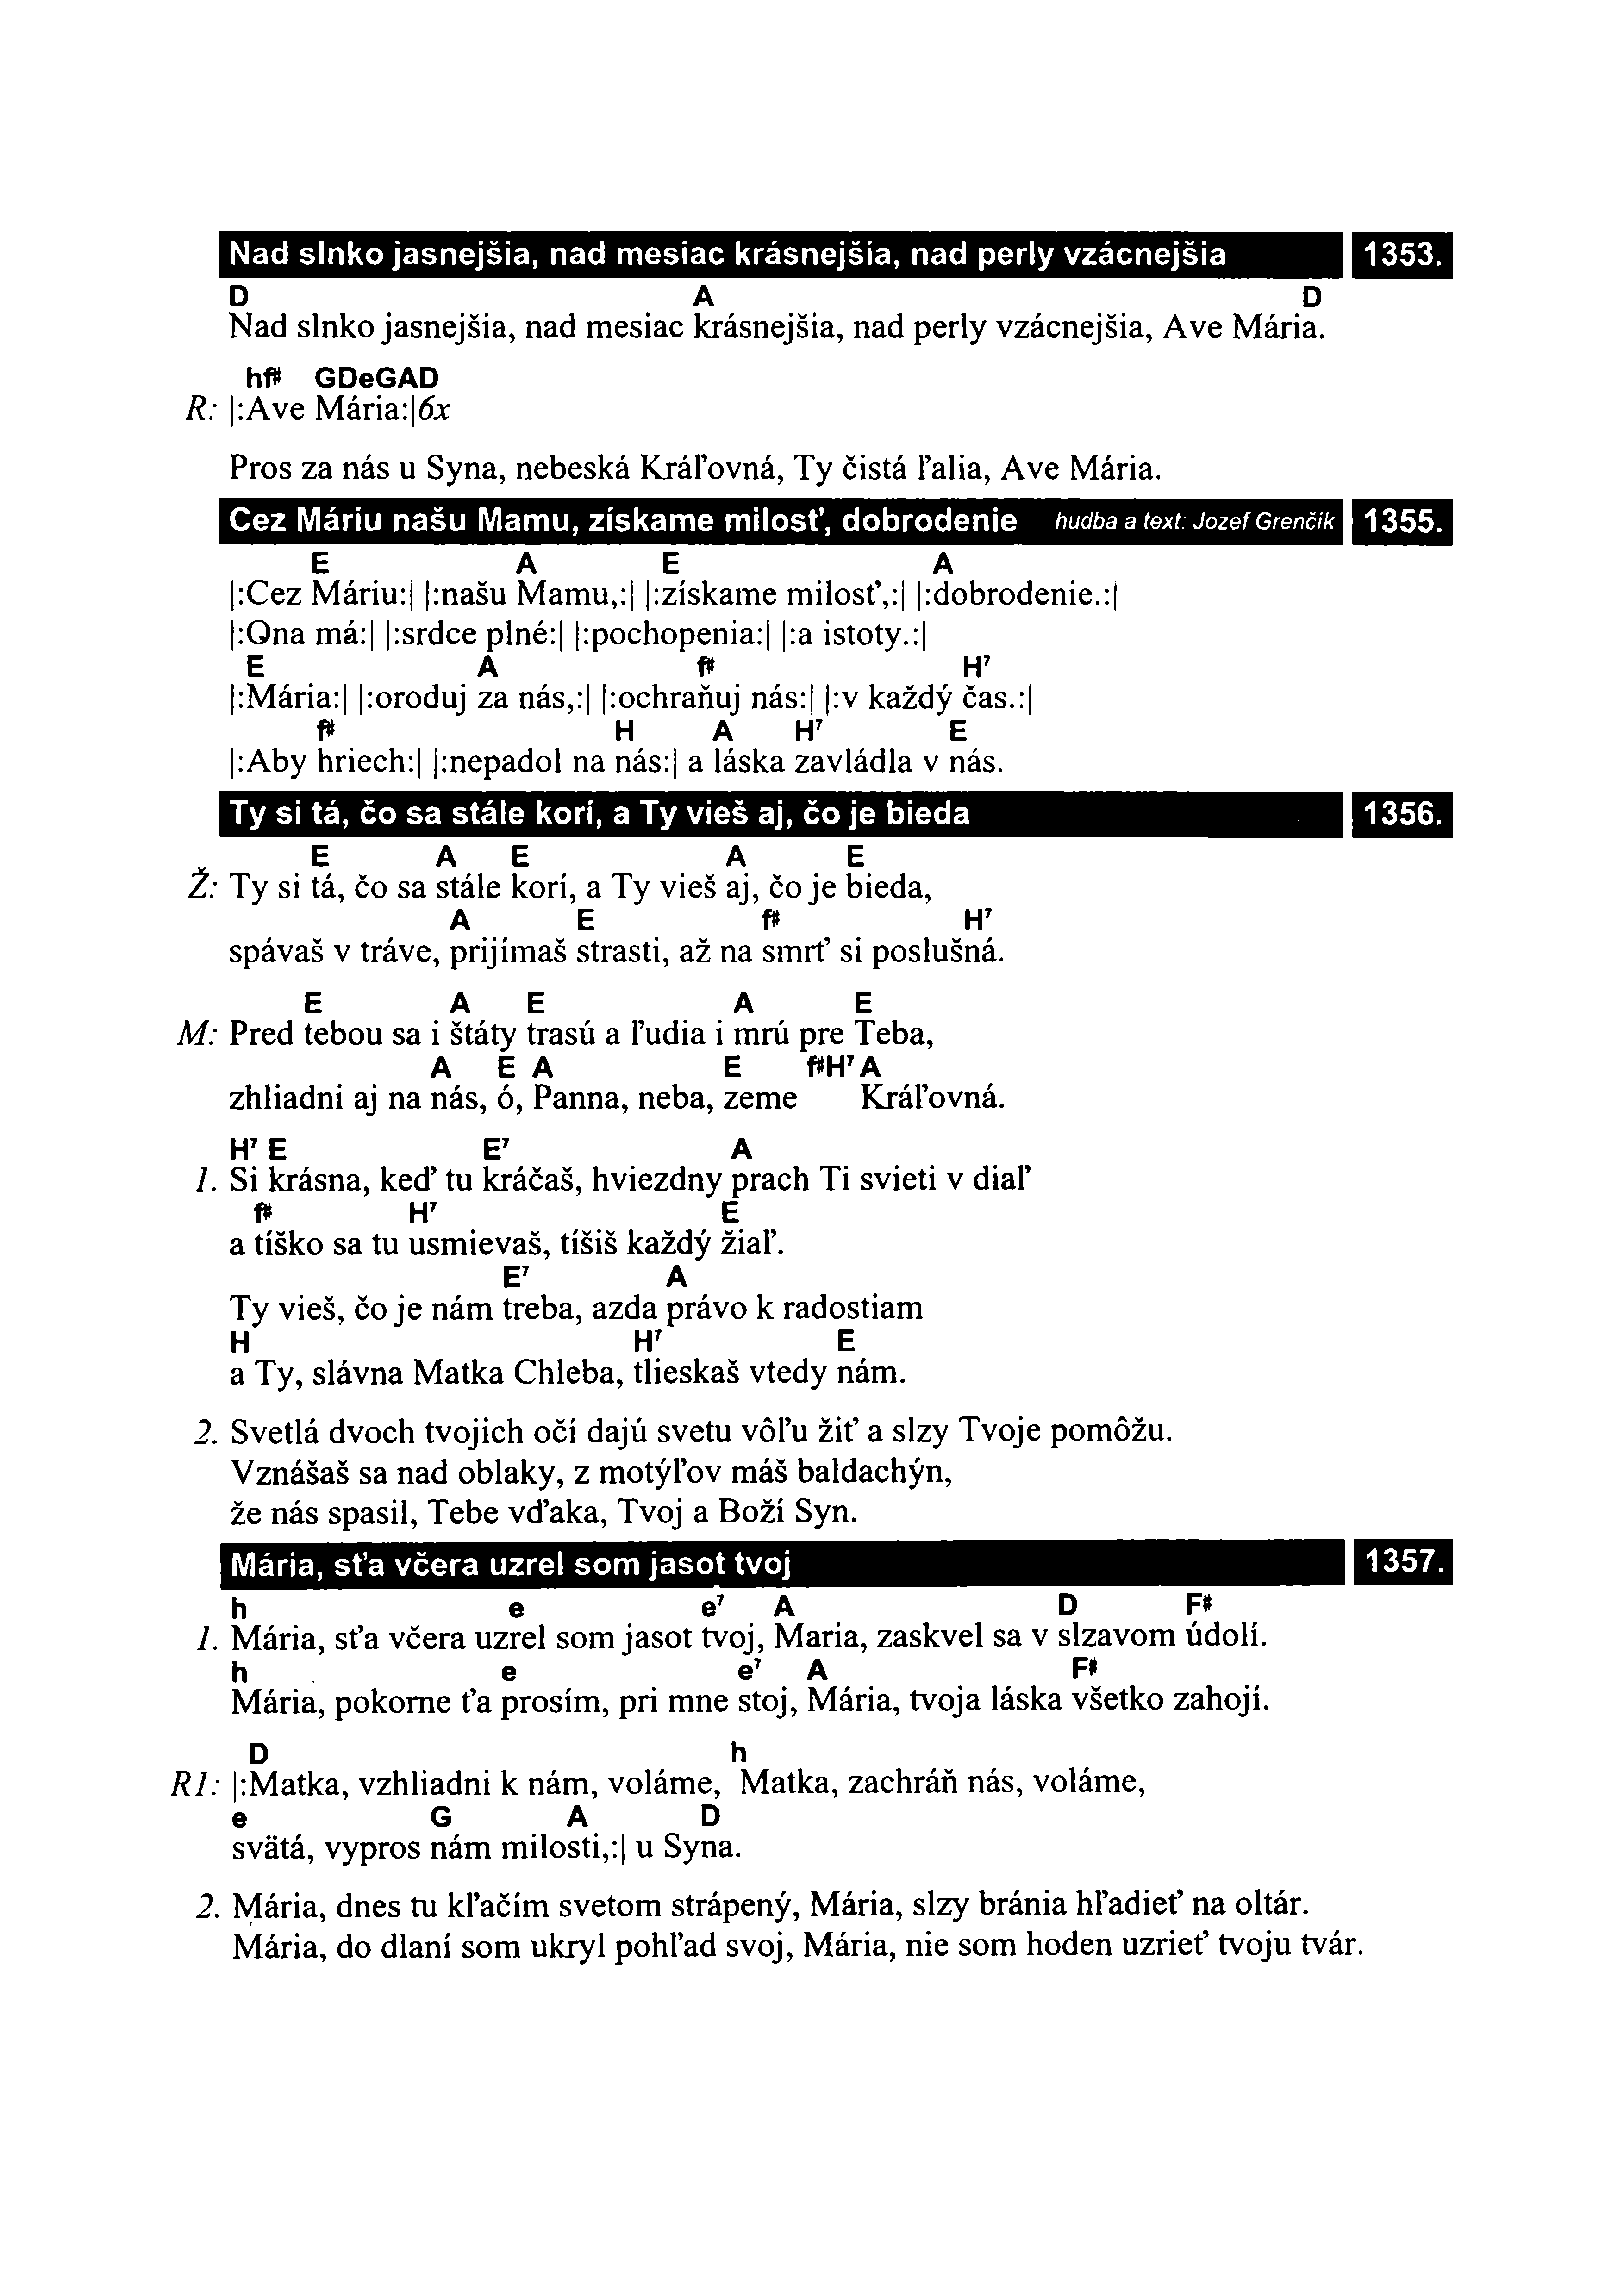 Nad slnko jasnejšia, nad mesiac krásnejšia, nad perly vzácnejšia 1353.
D A D
Nad slnko jasnejšia, nad mesiac krásnejšia, nad perly vzácnejšia, Ave Mária.
hf# GDeGAD
R: |:Ave Mária:|6x
Pros za nás u Syna, nebeská Kráľovná, Ty čistá ľalia, Ave Mária.
Cez Máriu našu Mamu, získame milosť, dobrodenie hudba a text: Jozef Grenčík 1355.
E A E A
|:Cez Máriu:| |:našu Mamu,:| |:získame milosť,:| |:dobrodenie.:|
|:Ona má:| |:srdce plné:| |:pochopenia:| |:a istoty.:|
E A f# H⁷
|:Mária:| |:oroduj za nás,:| |:ochraňuj nás:| |:v každý čas.:|
f# H A H⁷ E
|:Aby hriech:| |:nepadol na nás:| a láska zavládla v nás.
Ty si tá, čo sa stále korí, a Ty vieš aj, čo je bieda 1356.
E A E A E
Ž: Ty si tá, čo sa stále korí, a Ty vieš aj, čo je bieda,
A E f# H⁷
spávaš v tráve, prijímaš strasti, až na smrť si poslušná.
E A E A E
M: Pred tebou sa i štáty trasú a ľudia i mrú pre Teba,
A E A E f#H⁷ A
zhliadni aj na nás, ó, Panna, neba, zeme Kráľovná.
H⁷ E E⁷ A
1. Si krásna, keď tu kráčaš, hviezdny prach Ti svieti v diaľ
f# H⁷ E
a tíško sa tu usmievaš, tíšiš každý žiaľ.
E⁷ A
Ty vieš, čo je nám treba, azda právo k radostiam
H H⁷ E
a Ty, slávna Matka Chleba, tlieskaš vtedy nám.
2. Svetlá dvoch tvojich očí dajú svetu vôľu žiť a slzy Tvoje pomôžu.
Vznášaš sa nad oblaky, z motýľov máš baldachýn,
že nás spasil, Tebe vďaka, Tvoj a Boží Syn.
Mária, sťa včera uzrel som jasot tvoj 1357.
h e e⁷ A D F#
1. Mária, sťa včera uzrel som jasot tvoj, Maria, zaskvel sa v slzavom údolí.
h e e⁷ A F#
Mária, pokorne ťa prosím, pri mne stoj, Mária, tvoja láska všetko zahojí.
D h
R1: |:Matka, vzhliadni k nám, voláme, Matka, zachráň nás, voláme,
e G A D
svätá, vypros nám milosti,:| u Syna.
2. Mária, dnes tu kľačím svetom strápený, Mária, slzy bránia hľadieť na oltár.
Mária, do dlaní som ukryl pohľad svoj, Mária, nie som hoden uzrieť tvoju tvár.